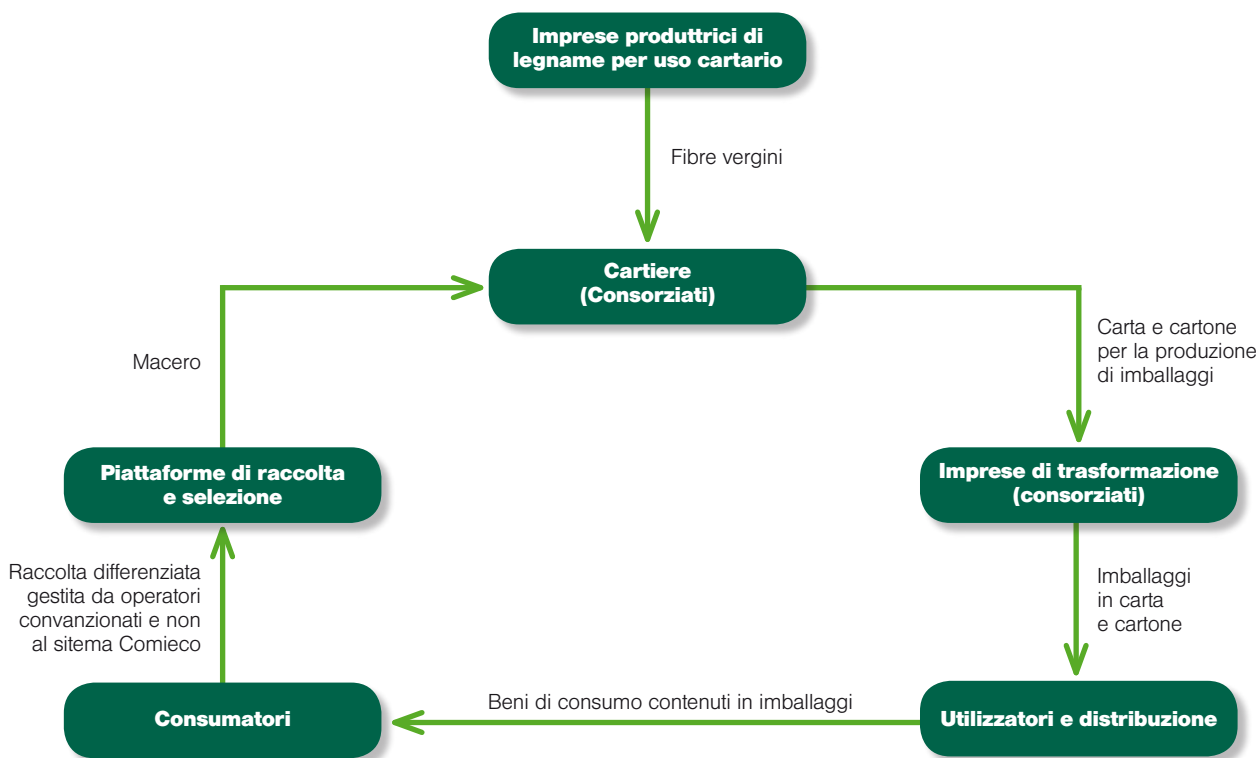 Imprese produttrici di
legname per uso cartario
Fibre vergini
Cartiere
(Consorziati)
Carta e cartone
per la produzione
di imballaggi
Macero
Piattaforme di raccolta
e selezione
Imprese di trasformazione
(consorziati)
Raccolta differenziata
gestita da operatori
convanzionati e non
al sitema Comieco
Imballaggi
in carta
e cartone
Consumatori
Beni di consumo contenuti in imballaggi
Utilizzatori e distribuzione